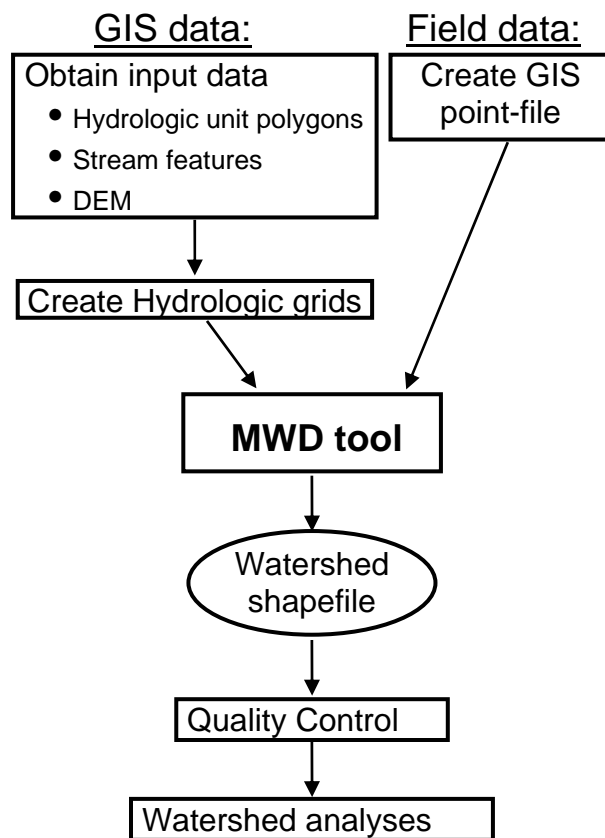 GIS data:
Obtain input data
• Hydrologic unit polygons
• Stream features
• DEM
Field data:
Create GIS
point-file
Create Hydrologic grids
MWD tool
Watershed
shapefile
Quality Control
Watershed analyses